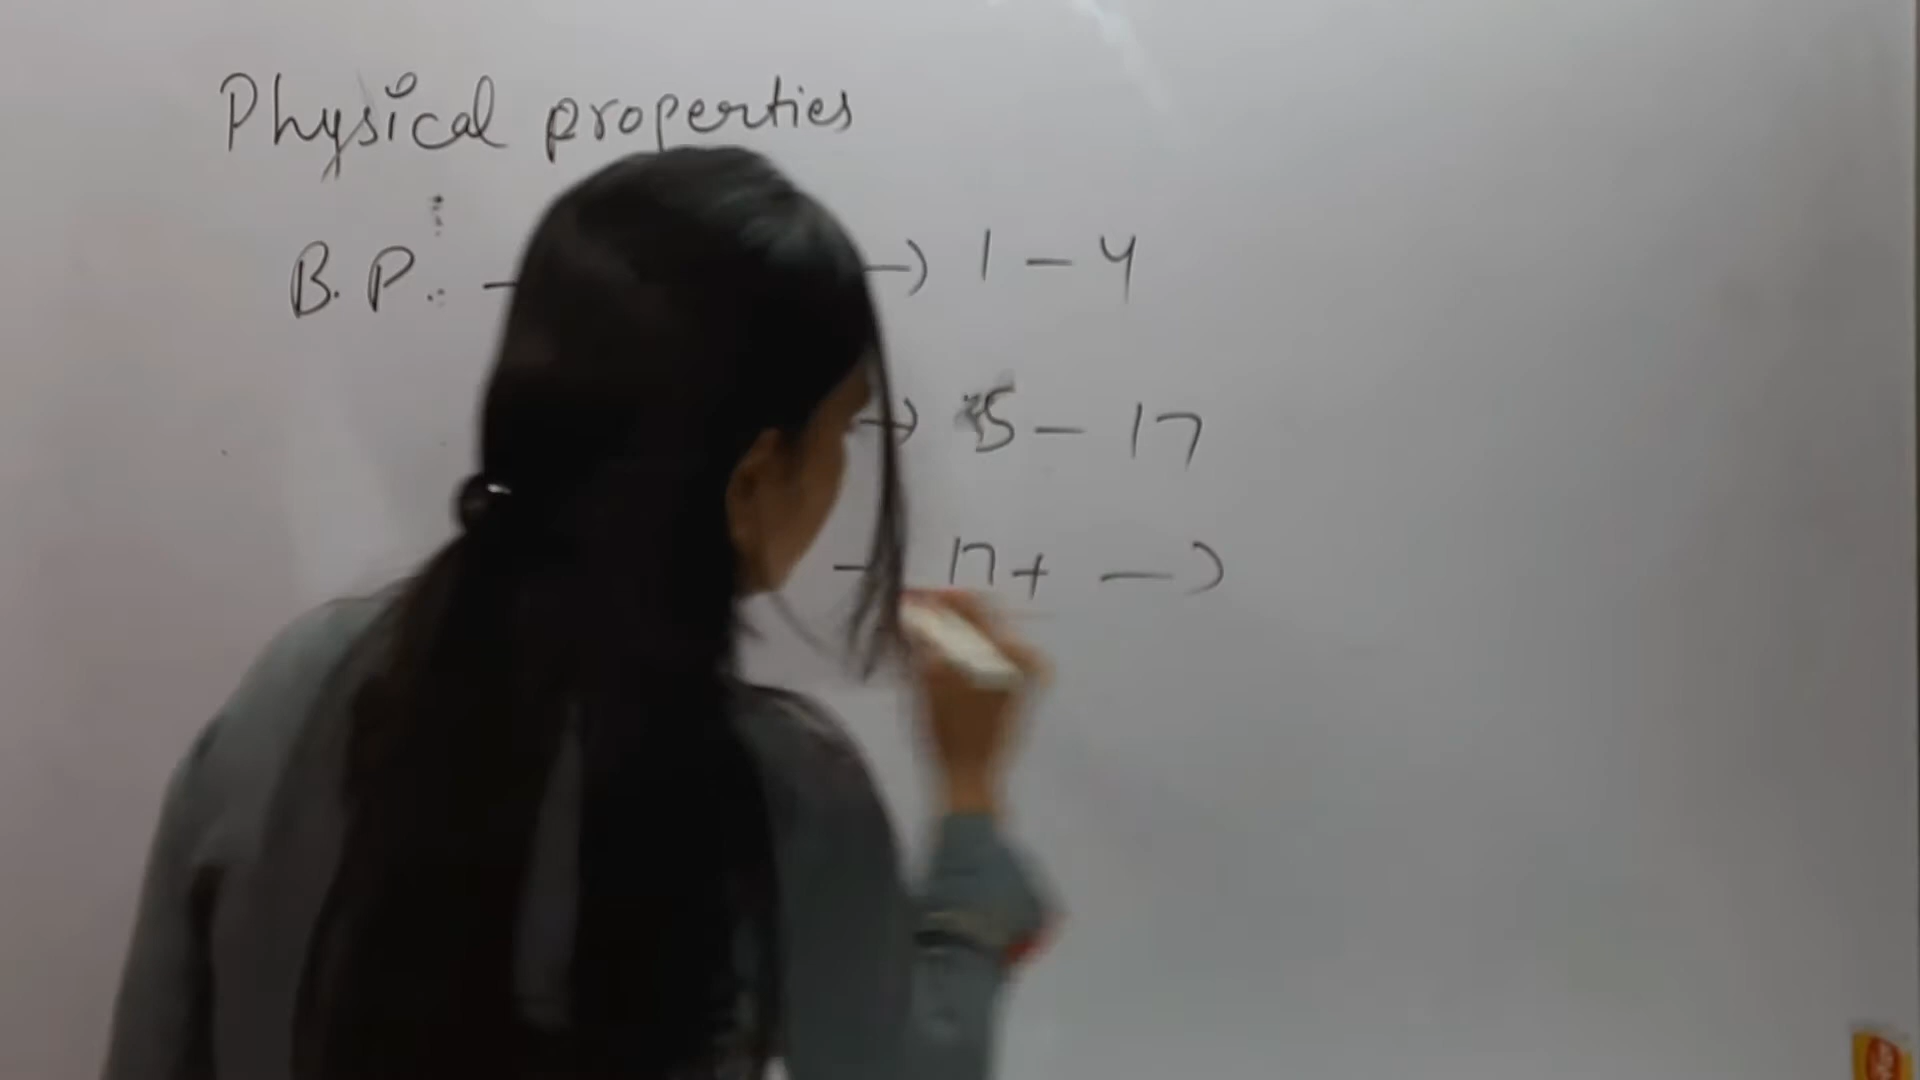 Physical properties
B.P. - → 1 - 4
→ 5 - 17
- 17+ →